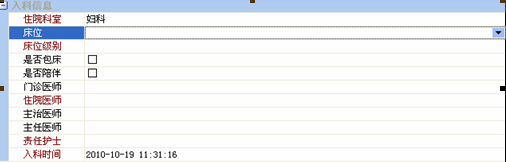 入科信息
住院科室 妇科
床位
床位级别
是否包床
是否陪伴
门诊医师
住院医师
主治医师
主任医师
责任护士
入科时间 2010-10-19 11:31:16